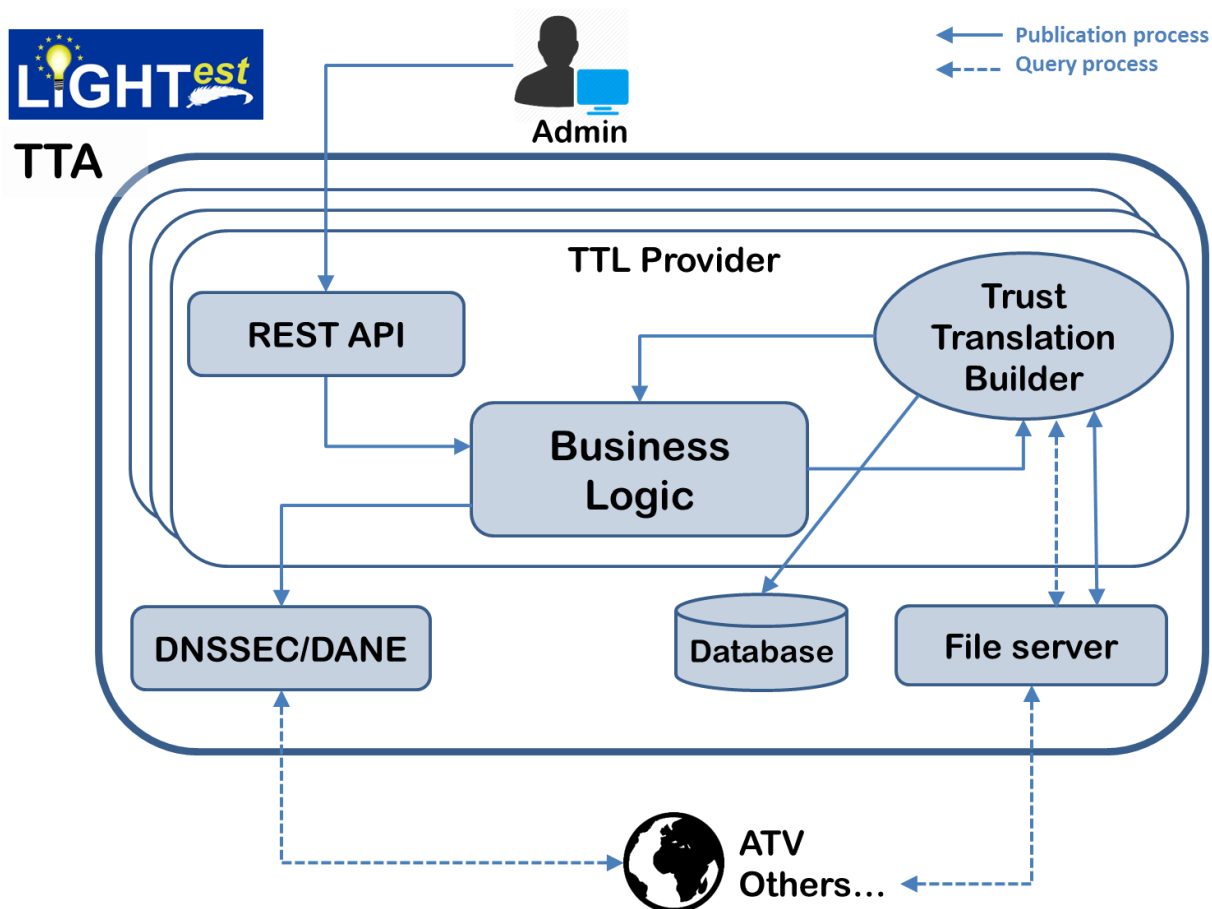 LIGHTest
Publication process
Query process
Admin
TTA
TTL Provider
REST API
Trust
Translation
Builder
Business
Logic
DNSSEC/DANE
Database
File server
ATV
Others...